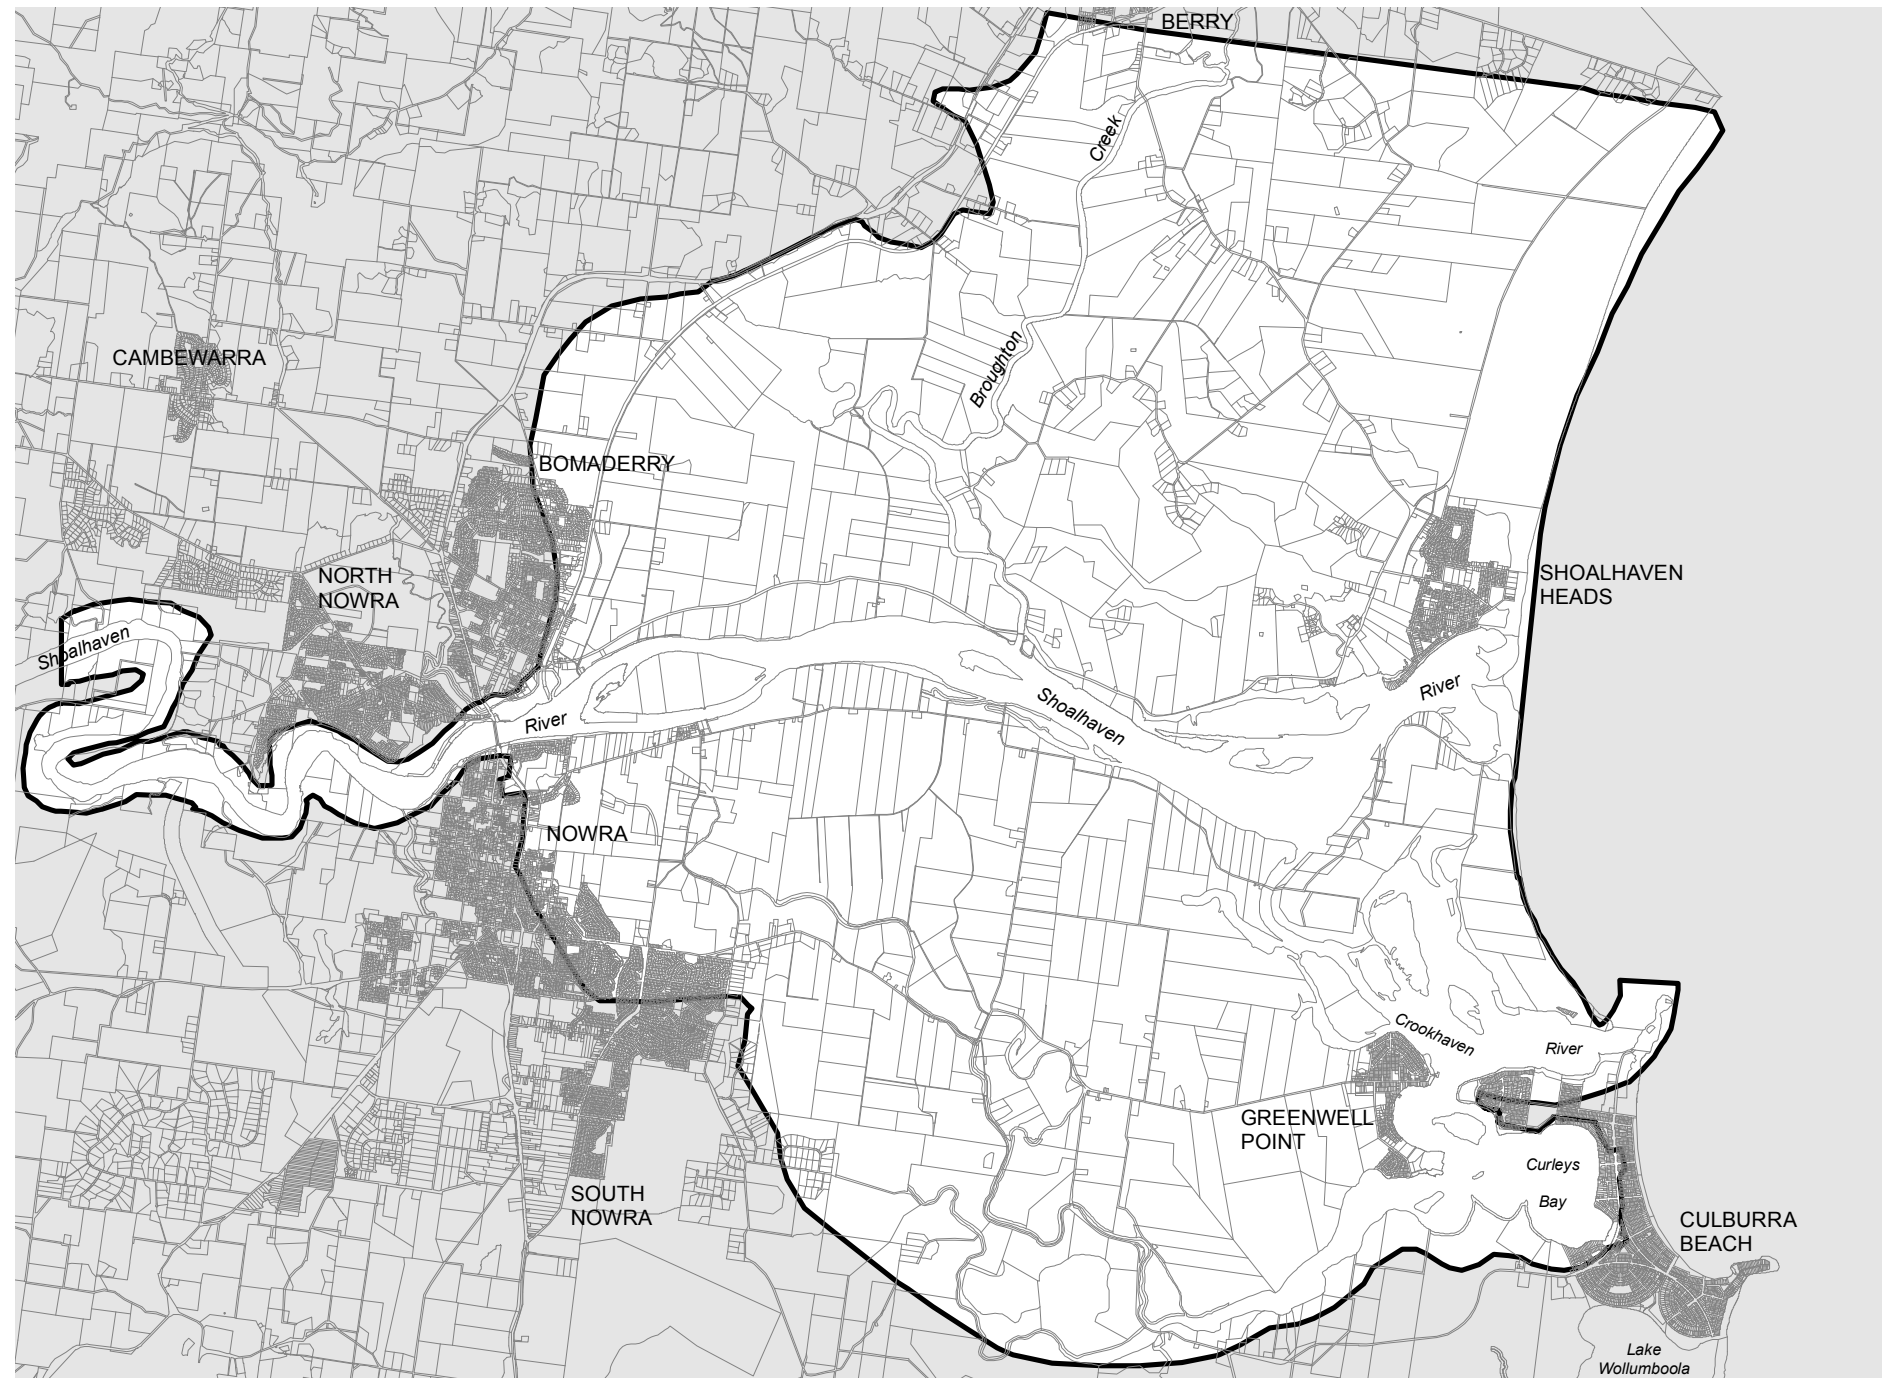 BERRY
Creek
CAMBEWARRA
Broughton
BOMADERRY
NORTH
NOWRA
SHOALHAVEN
HEADS
Shoalhaven
River
Shoalhaven
River
NOWRA
Crookhaven
River
GREENWELL
POINT
Curleys
Bay
SOUTH
NOWRA
CULBURRA
BEACH
Lake
Wollumboola